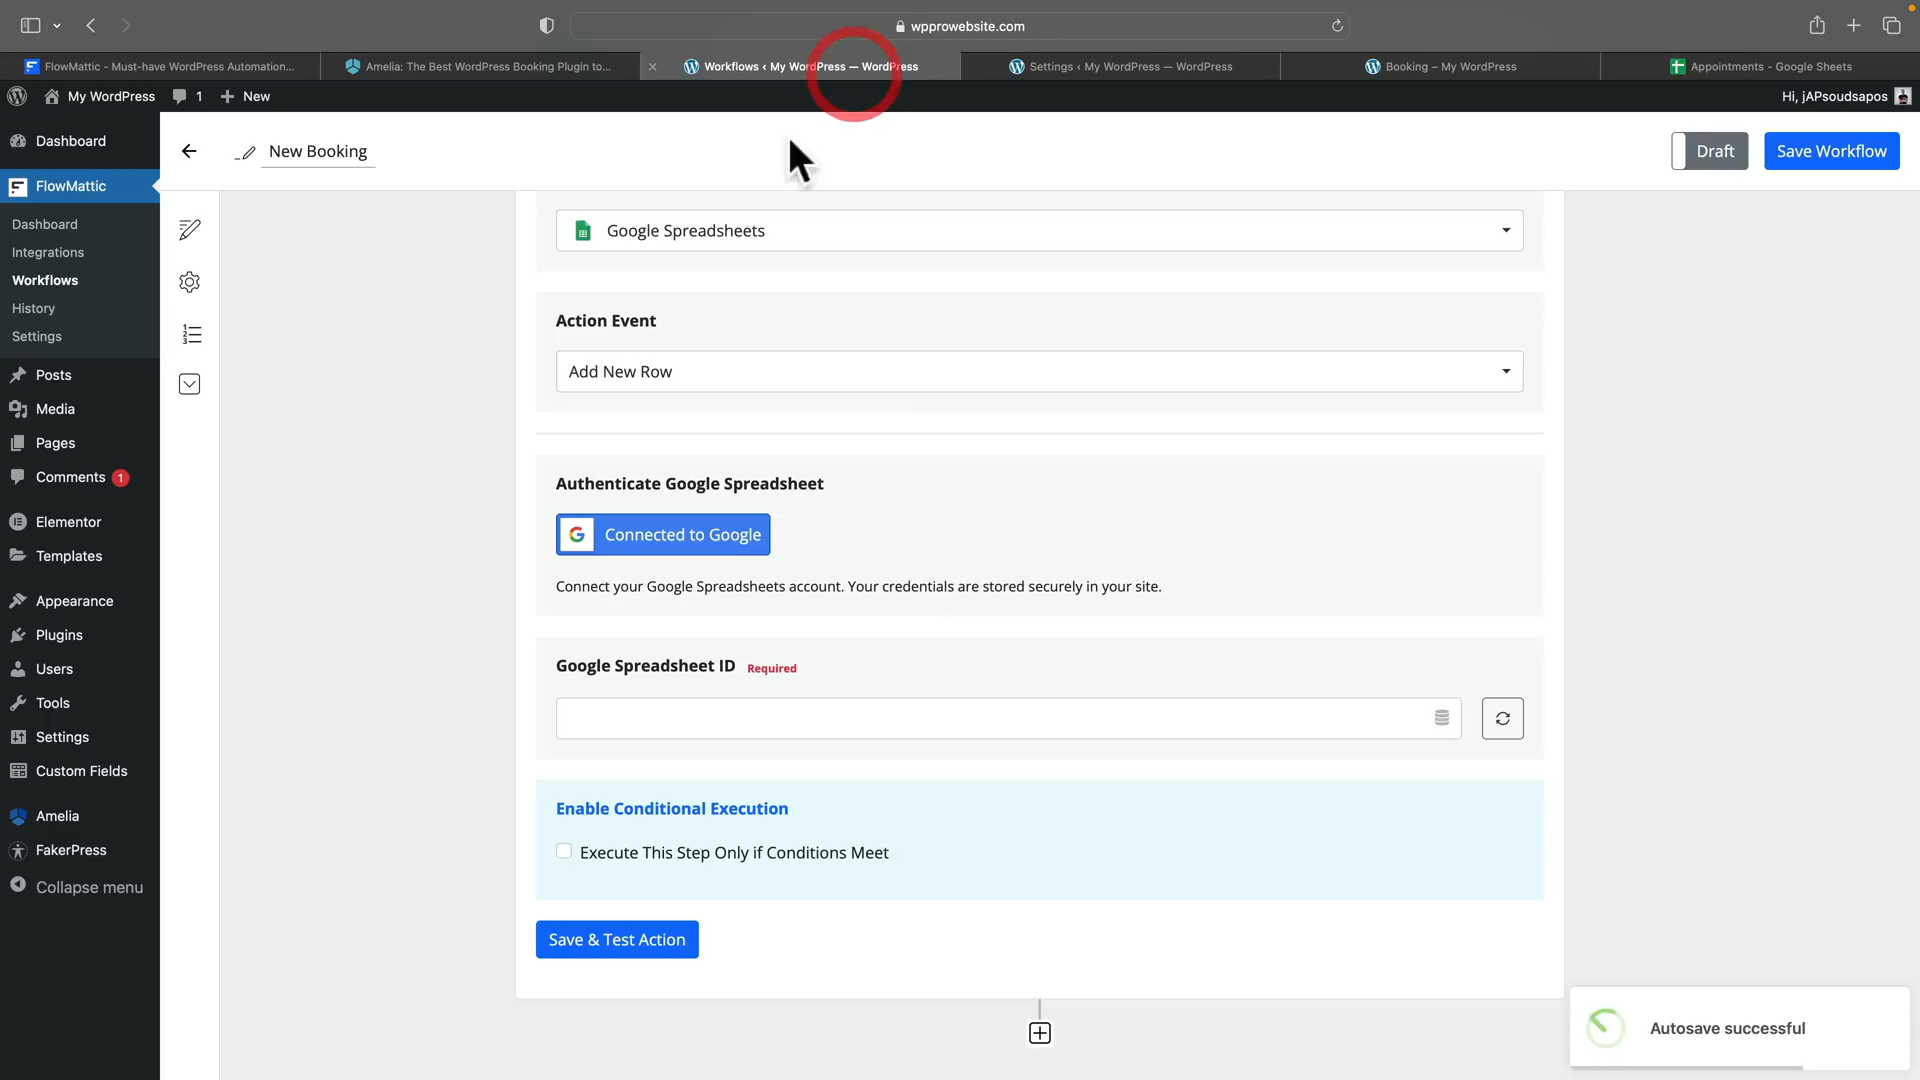 wpprowebsite.com
FlowMattic - Must-have WordPress Automation...
Amelia: The Best WordPress Booking Plugin to...
Workflows ‹ My WordPress — WordPress
Settings ‹ My WordPress — WordPress
Booking – My WordPress
Appointments - Google Sheets
My WordPress
1
New
Hi, jAPsoudsapos
Dashboard
FlowMattic
Dashboard
Integrations
Workflows
History
Settings
Posts
Media
Pages
Comments 1
Elementor
Templates
Appearance
Plugins
Users
Tools
Settings
Custom Fields
Amelia
FakerPress
Collapse menu
New Booking
Draft
Save Workflow
Google Spreadsheets
Action Event
Add New Row
Authenticate Google Spreadsheet
Connected to Google
Connect your Google Spreadsheets account. Your credentials are stored securely in your site.
Google Spreadsheet ID Required
Enable Conditional Execution
Execute This Step Only if Conditions Meet
Save & Test Action
Autosave successful